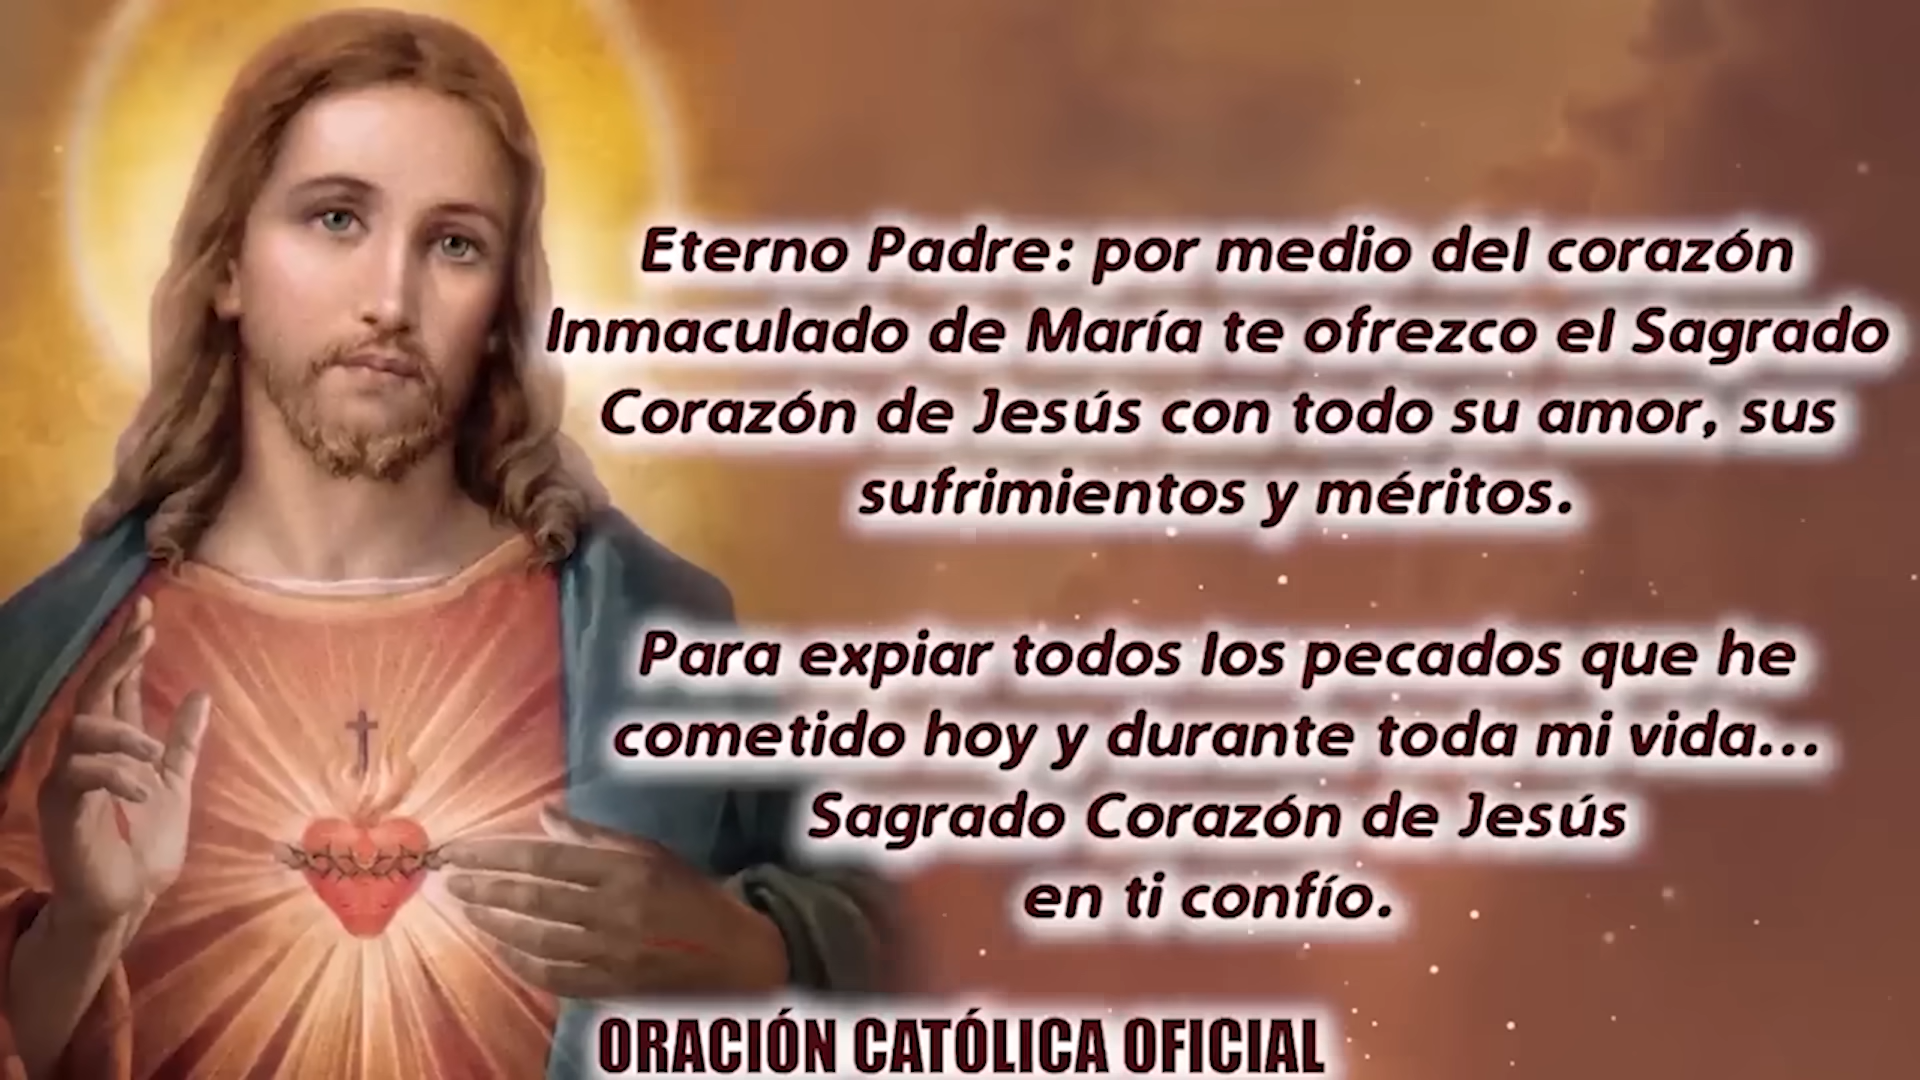 Eterno Padre: por medio del corazón
Inmaculado de María te ofrezco el Sagrado
Corazón de Jesús con todo su amor, sus
sufrimientos y méritos.
Para expiar todos los pecados que he
cometido hoy y durante toda mi vida...
Sagrado Corazón de Jesús
en ti confío.
ORACIÓN CATÓLICA OFICIAL